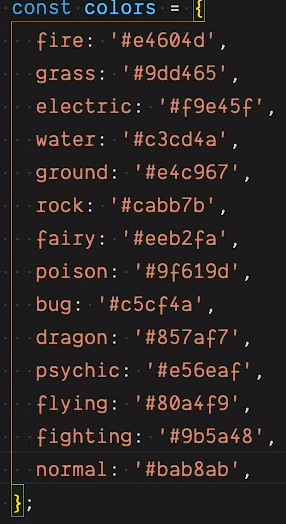 const colors = {
fire: '#e4604d',
grass: '#9dd465',
electric: '#f9e45f',
water: '#c3cd4a',
ground: '#e4c967',
rock: '#cabb7b',
fairy: '#eeb2fa',
poison: '#9f619d',
bug: '#c5cf4a',
dragon: '#857af7',
psychic: '#e56eaf',
flying: '#80a4f9',
fighting: '#9b5a48',
normal: '#bab8ab',
};